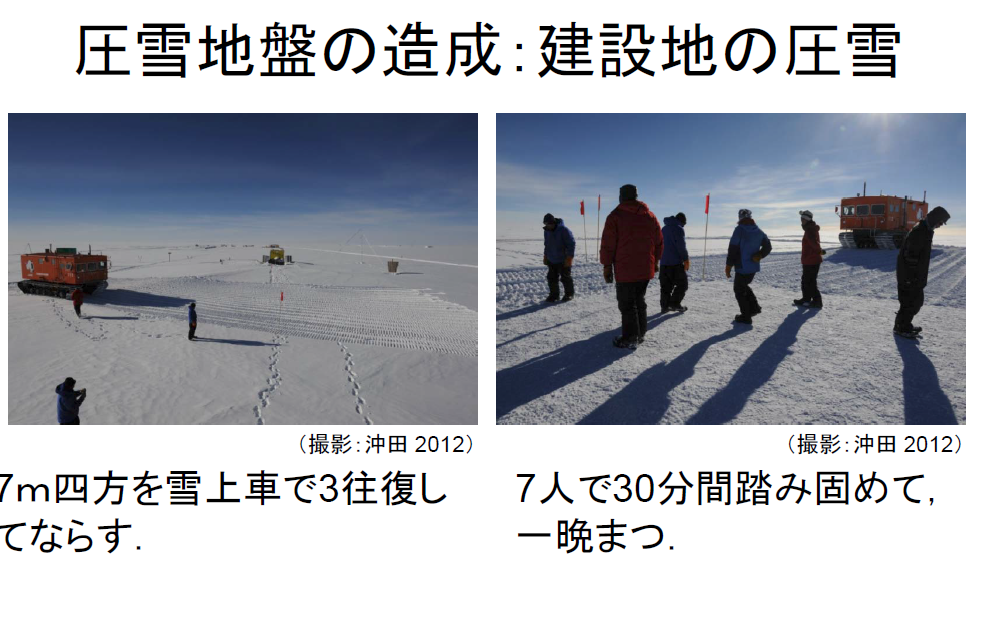 圧雪地盤の造成：建設地の圧雪
（撮影：沖田 2012）
（撮影：沖田 2012）
7ｍ四方を雪上車で3往復し
てならす．
7人で30分間踏み固めて，
一晩まつ．